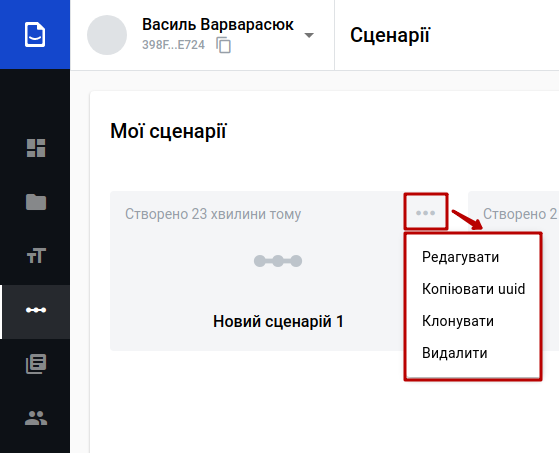 Василь Варварасюк
398F...E724
Сценарії
Мої сценарії
Створено 23 хвилини тому
Створено 2
Редагувати
Копіювати uuid
Клонувати
Видалити
Новий сценарій 1